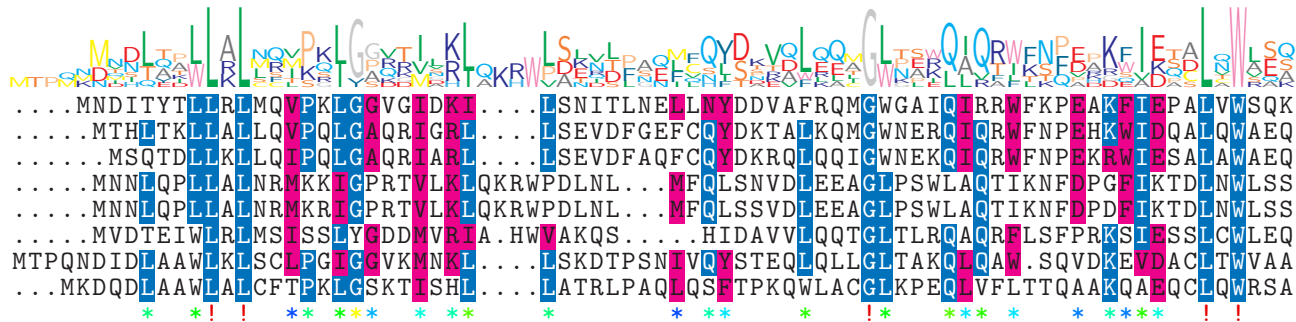 ....MNDITYTLLRLMQVPKLGGVGIDKI....LSNITLNELLNYDDVAFRQMGWGAIQIRRWFKPEAKFIEPALVWSQK
.....MTHLTKLLALLQVPQLGAQRIGRL....LSEVDFGEFCQYDKTALKQMGWNERQIQRWFNPEHKWIDQALQWAEQ
......MSQTDLLKLLQIPQLGAQRIARL....LSEVDFAQFCQYDKRQLQQIGWNEKQIQRWFNPEKRWIESALAWAEQ
.....MNNLQPLLALNRMKKIGPRTVLKLQKRWPDLNL...MFQLSNVDLEEAGLPSWLAQTIKNFDPGFIKTDLNWLSS
.....MNNLQPLLALNRMKRIGPRTVLKLQKRWPDLNL...MFQLSSVDLEEAGLPSWLAQTIKNFDPDFIKTDLNWLSS
.....MVDTEIWLRLMSISSLYGDDMVRIA.HWVAKQS.....HIDAVVLQQTGLTLRQAQRFLSFPRKSIESSLCWLEQ
MTPQNDIDLAAWLKLSCLPGIGGVKMNKL....LSKDTPSNIVQYSTEQLQLLGLTAKQLQAW.SQVDKEVDACLTWVAA
...MKDQDLAAWLALCFTPKLGSKTISHL....LATRLPAQLQSFTPKQWLACGLKPEQLVFLTTQAAKQAEQCLQWRSA
* *! ! ** **** * ** * * ** * ! *** * * **** ! !